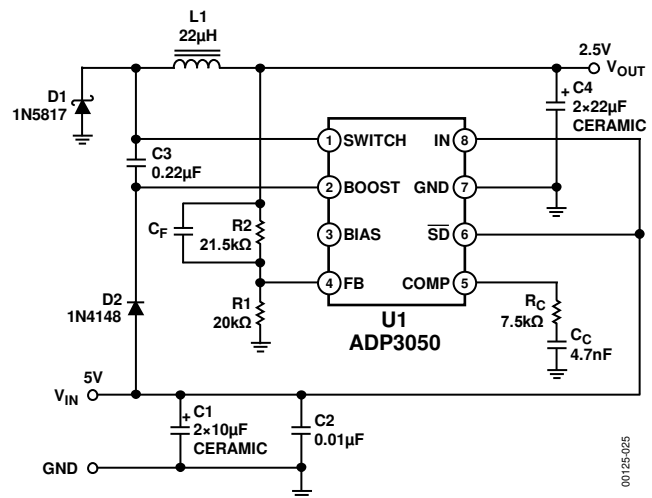 L1
22µH
2.5V
VOUT
D1
1N5817
C4
+
2×22µF
CERAMIC
C3
0.22µF
1 SWITCH
IN 8
2 BOOST
GND 7
3 BIAS
SD 6
4 FB
COMP 5
CF
R2
21.5kΩ
D2
1N4148
R1
20kΩ
U1
ADP3050
RC
7.5kΩ
CC
4.7nF
5V
VIN
+
C1
2×10µF
CERAMIC
C2
0.01µF
GND
00125-025